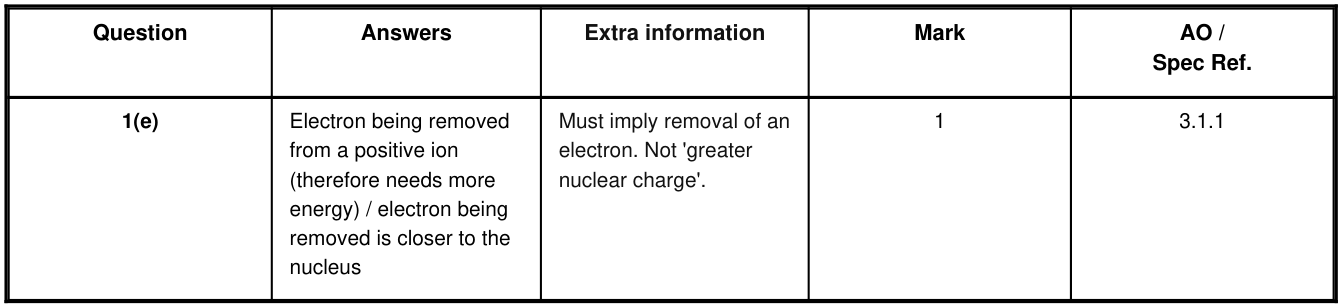 Question Answers Extra information Mark AO /
Spec Ref.
1(e) Electron being removed Must imply removal of an 1 3.1.1
from a positive ion electron. Not 'greater
(therefore needs more nuclear charge'.
energy) / electron being
removed is closer to the
nucleus